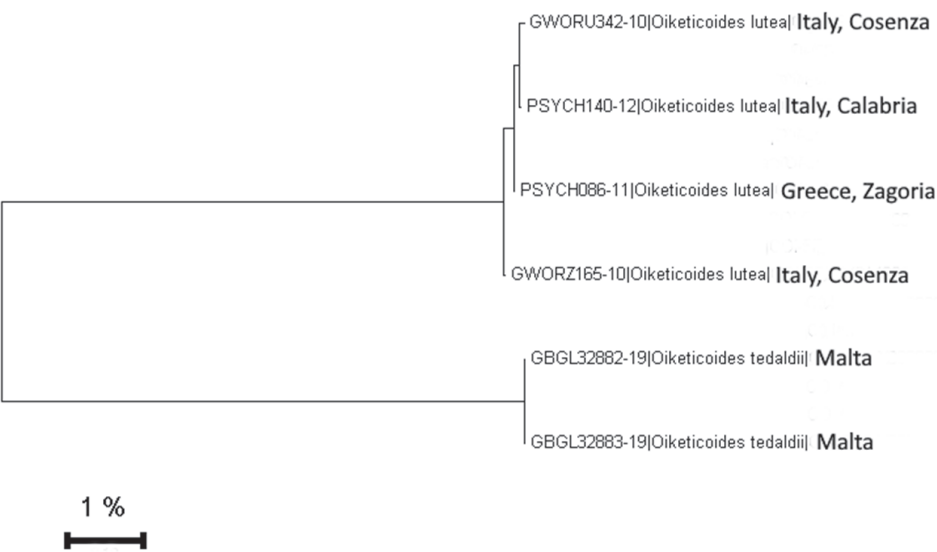 GWORU342-10|Oiketicoides lutea| Italy, Cosenza
PSYCH140-12|Oiketicoides lutea| Italy, Calabria
PSYCH086-11|Oiketicoides lutea| Greece, Zagoria
GWORZ165-10|Oiketicoides lutea| Italy, Cosenza
GBGL32882-19|Oiketicoides tedaldii| Malta
GBGL32883-19|Oiketicoides tedaldii| Malta
1 %